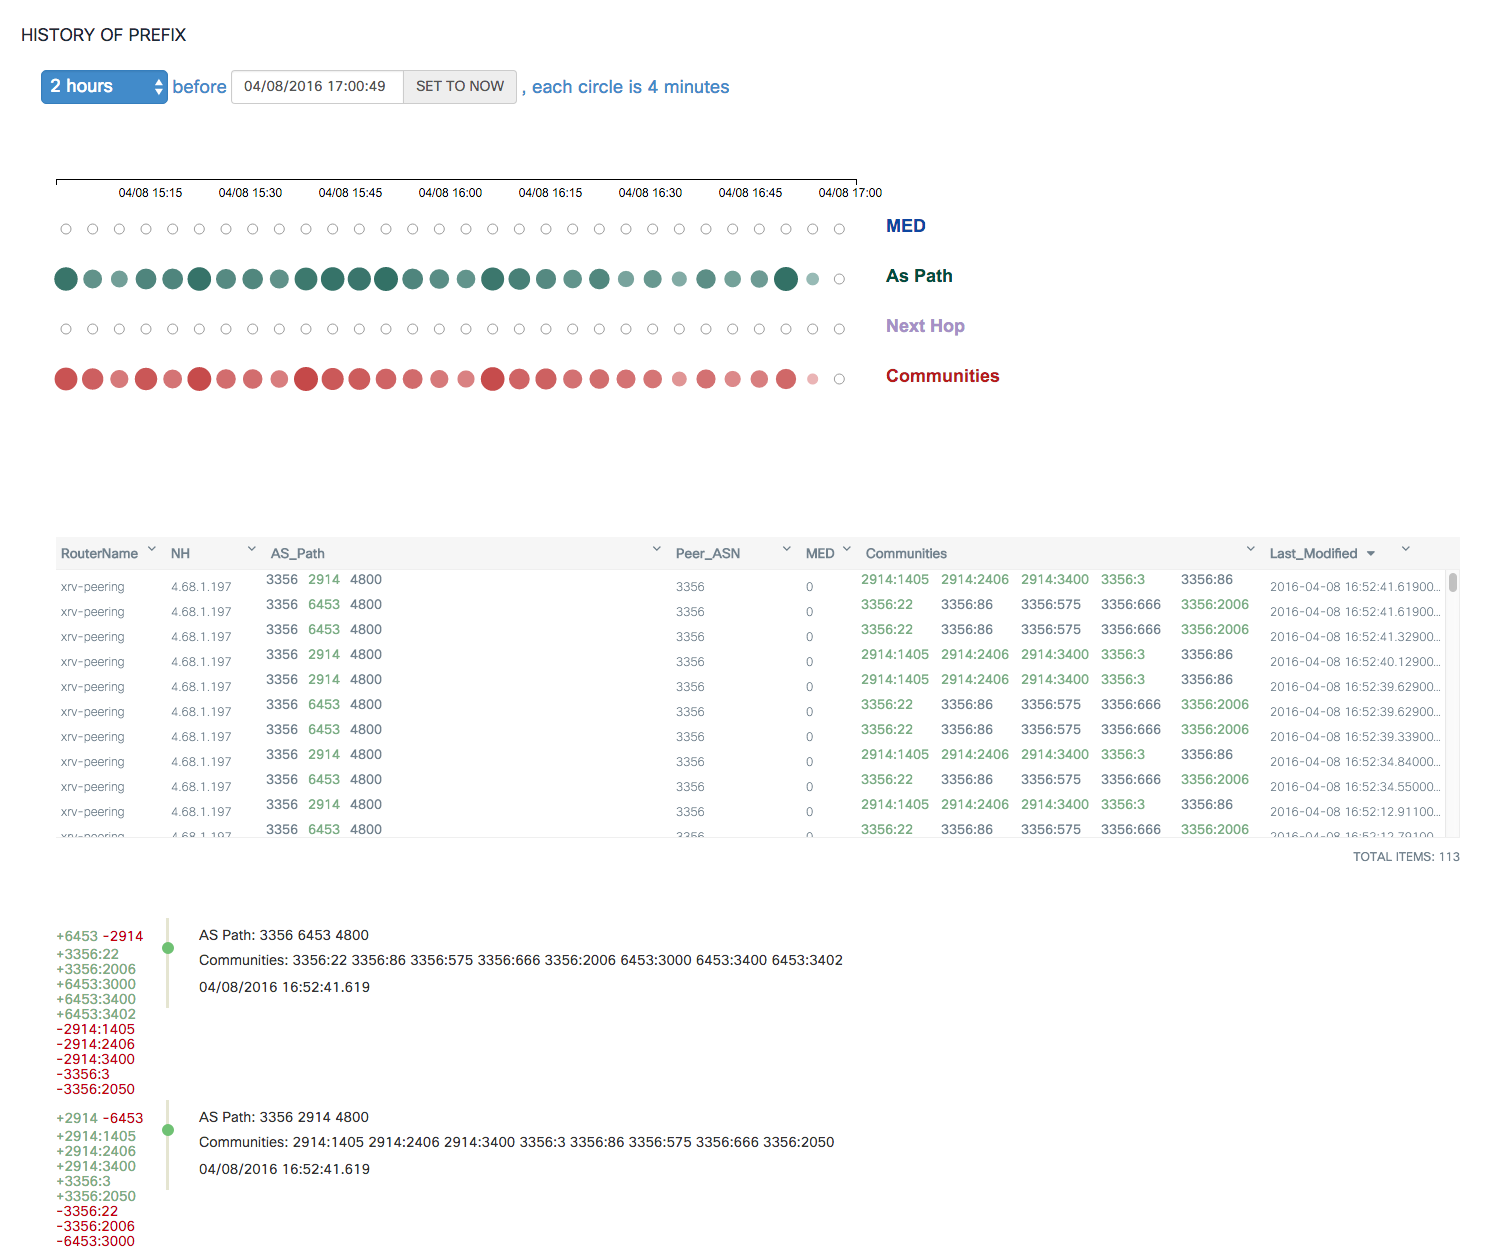 HISTORY OF PREFIX
2 hours before 04/08/2016 17:00:49 SET TO NOW , each circle is 4 minutes
04/08 15:15 04/08 15:30 04/08 15:45 04/08 16:00 04/08 16:15 04/08 16:30 04/08 16:45 04/08 17:00
MED
As Path
Next Hop
Communities
RouterName NH AS_Path Peer_ASN MED Communities Last_Modified
xrv-peering 4.68.1.197 3356 2914 4800 3356 0 2914:1405 2914:2406 2914:3400 3356:3 3356:86 2016-04-08 16:52:41.61900...
xrv-peering 4.68.1.197 3356 6453 4800 3356 0 3356:22 3356:86 3356:575 3356:666 3356:2006 2016-04-08 16:52:41.61900...
xrv-peering 4.68.1.197 3356 6453 4800 3356 0 3356:22 3356:86 3356:575 3356:666 3356:2006 2016-04-08 16:52:41.32900...
xrv-peering 4.68.1.197 3356 2914 4800 3356 0 2914:1405 2914:2406 2914:3400 3356:3 3356:86 2016-04-08 16:52:40.12900...
xrv-peering 4.68.1.197 3356 2914 4800 3356 0 2914:1405 2914:2406 2914:3400 3356:3 3356:86 2016-04-08 16:52:39.62900...
xrv-peering 4.68.1.197 3356 6453 4800 3356 0 3356:22 3356:86 3356:575 3356:666 3356:2006 2016-04-08 16:52:39.62900...
xrv-peering 4.68.1.197 3356 6453 4800 3356 0 3356:22 3356:86 3356:575 3356:666 3356:2006 2016-04-08 16:52:39.33900...
xrv-peering 4.68.1.197 3356 2914 4800 3356 0 2914:1405 2914:2406 2914:3400 3356:3 3356:86 2016-04-08 16:52:34.84000...
xrv-peering 4.68.1.197 3356 6453 4800 3356 0 3356:22 3356:86 3356:575 3356:666 3356:2006 2016-04-08 16:52:34.55000...
xrv-peering 4.68.1.197 3356 2914 4800 3356 0 2914:1405 2914:2406 2914:3400 3356:3 3356:86 2016-04-08 16:52:12.91100...
xrv-peering 4.68.1.197 3356 6453 4800 3356 0 3356:22 3356:86 3356:575 3356:666 3356:2006 2016-04-08 16:52:12.79100...
TOTAL ITEMS: 113
+6453 -2914
+3356:22
+3356:2006
+6453:3000
+6453:3400
+6453:3402
-2914:1405
-2914:2406
-2914:3400
-3356:3
-3356:2050
AS Path: 3356 6453 4800
Communities: 3356:22 3356:86 3356:575 3356:666 3356:2006 6453:3000 6453:3400 6453:3402
04/08/2016 16:52:41.619
+2914 -6453
+2914:1405
+2914:2406
+2914:3400
+3356:3
+3356:2050
-3356:22
-3356:2006
-6453:3000
AS Path: 3356 2914 4800
Communities: 2914:1405 2914:2406 2914:3400 3356:3 3356:86 3356:575 3356:666 3356:2050
04/08/2016 16:52:41.619